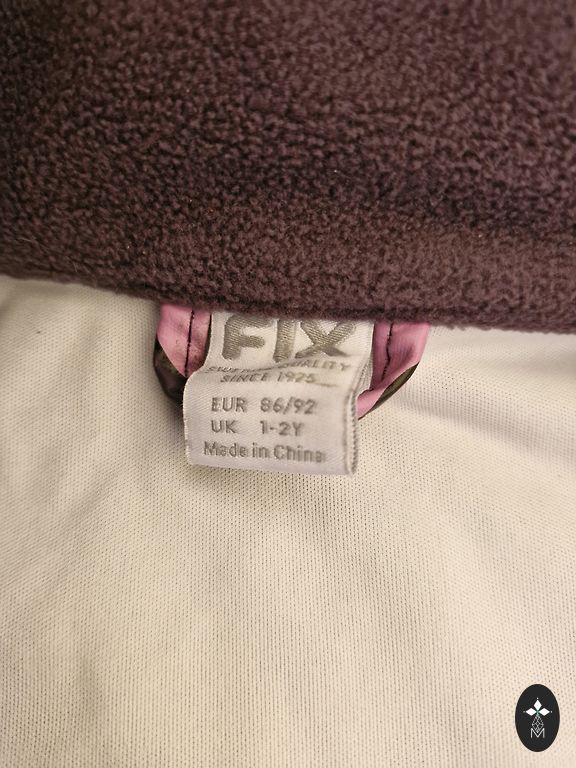 FIX
QUALITY
SINCE 1925
EUR 86/92
UK 1-2Y
Made in China
M